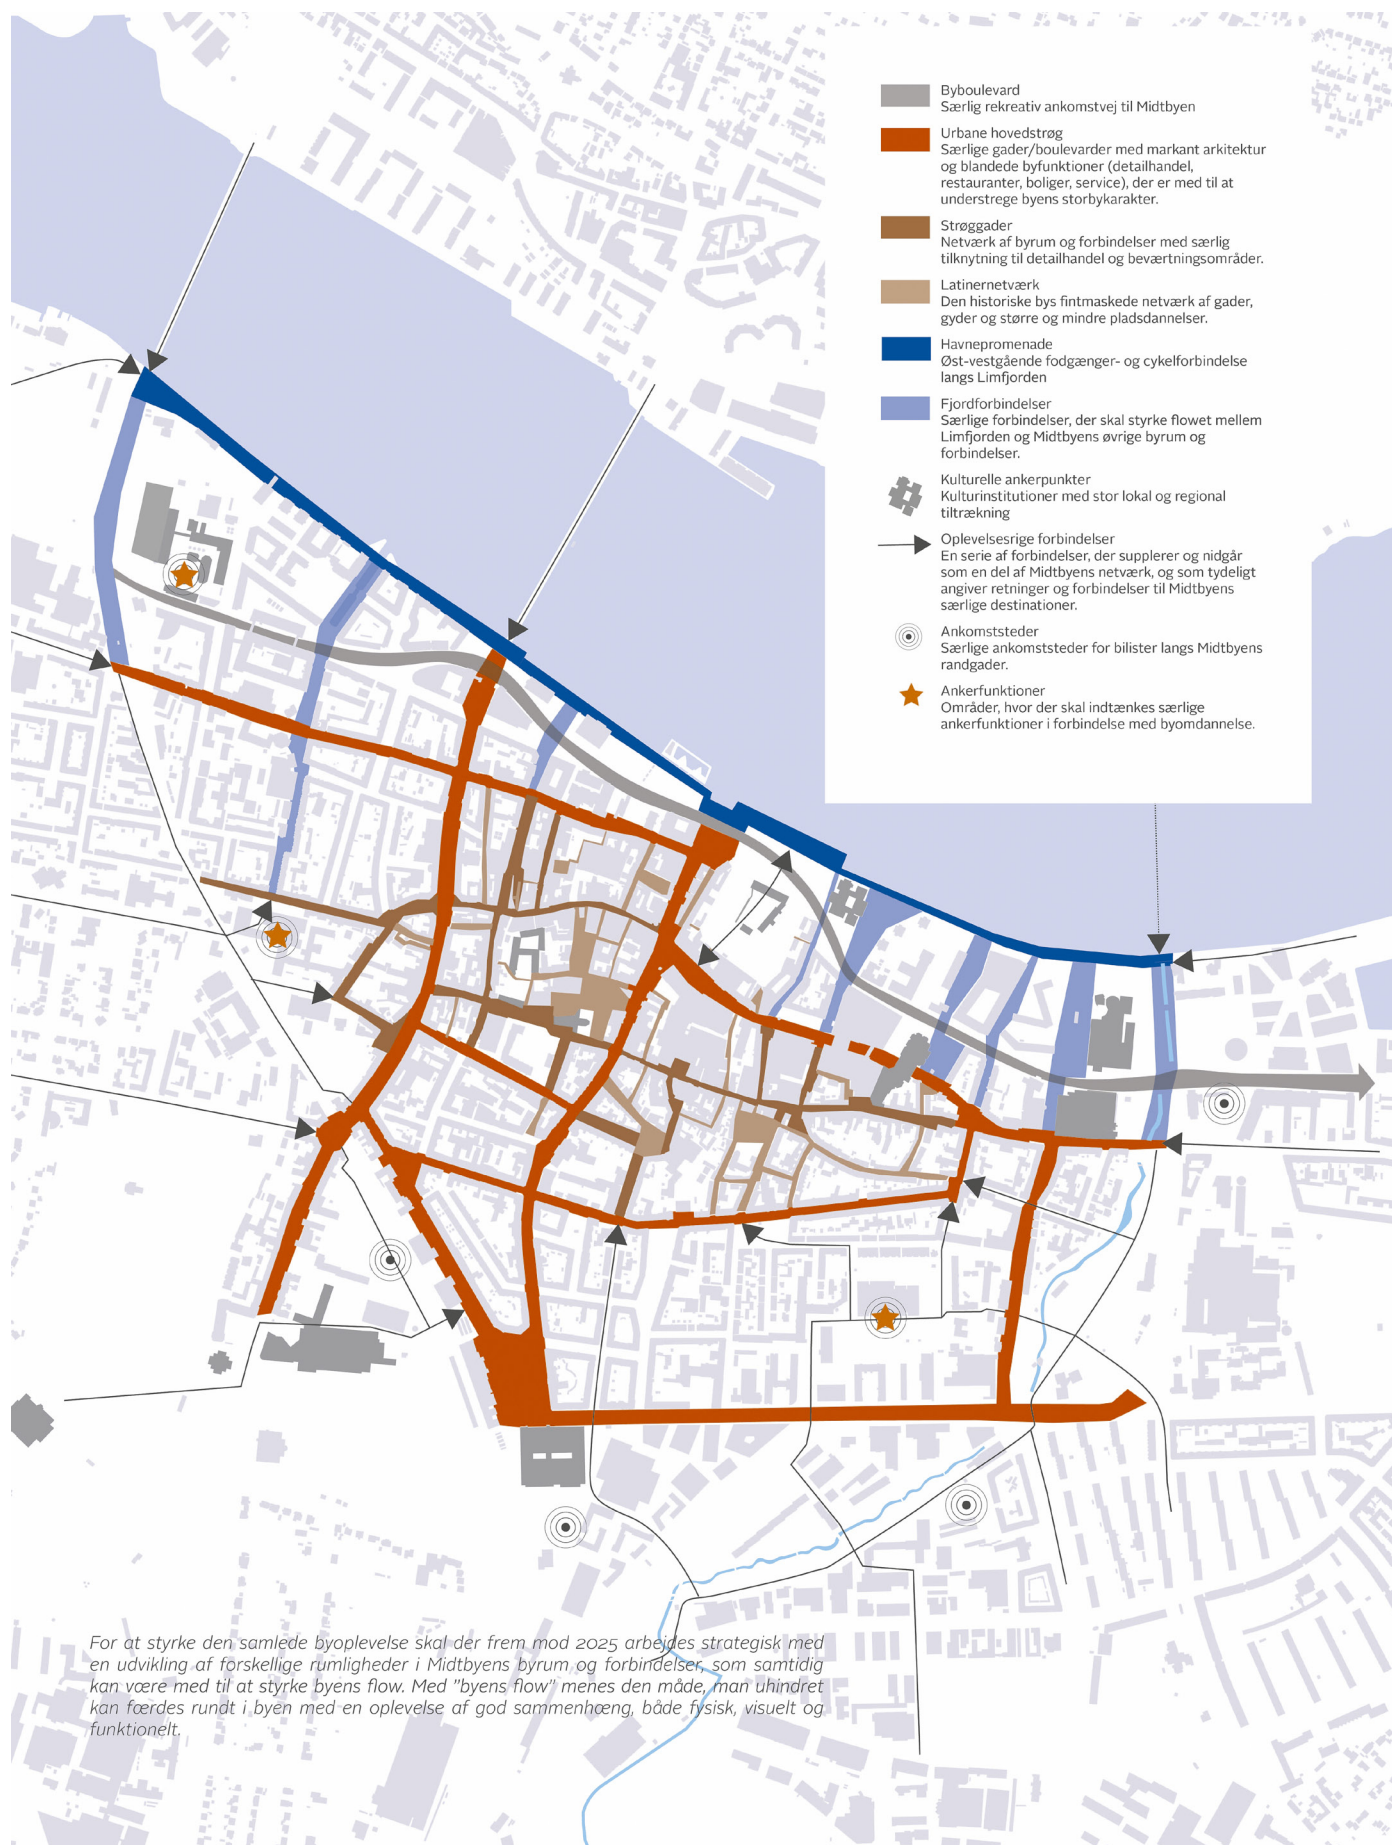 Byboulevard
Særlig rekreativ ankomstvej til Midtbyen
Urbane hovedstrøg
Særlige gader/boulevarder med markant arkitektur
og blandede byfunktioner (detailhandel,
restauranter, boliger, service), der er med til at
understrege byens storbykarakter.
Strøggader
Netværk af byrum og forbindelser med særlig
tilknytning til detailhandel og beværtningsområder.
Latinernetværk
Den historiske bys fintmaskede netværk af gader,
gyder og større og mindre pladsdannelser.
Havnepromenade
Øst-vestgående fodgænger- og cykelforbindelse
langs Limfjorden
Fjordforbindelser
Særlige forbindelser, der skal styrke flowet mellem
Limfjorden og Midtbyens øvrige byrum og
forbindelser.
Kulturelle ankerpunkter
Kulturinstitutioner med stor lokal og regional
tiltrækning
Oplevelsesrige forbindelser
En serie af forbindelser, der supplerer og nidgår
som en del af Midtbyens netværk, og som tydeligt
angiver retninger og forbindelser til Midtbyens
særlige destinationer.
Ankomststeder
Særlige ankomststeder for bilister langs Midtbyens
randgader.
Ankerfunktioner
Områder, hvor der skal indtænkes særlige
ankerfunktioner i forbindelse med byomdannelse.
For at styrke den samlede byoplevelse skal der frem mod 2025 arbejdes strategisk med
en udvikling af forskellige rumligheder i Midtbyens byrum og forbindelser, som samtidig
kan være med til at styrke byens flow. Med "byens flow" menes den måde, man uhindret
kan færdes rundt i byen med en oplevelse af god sammenhæng, både fysisk, visuelt og
funktionelt.